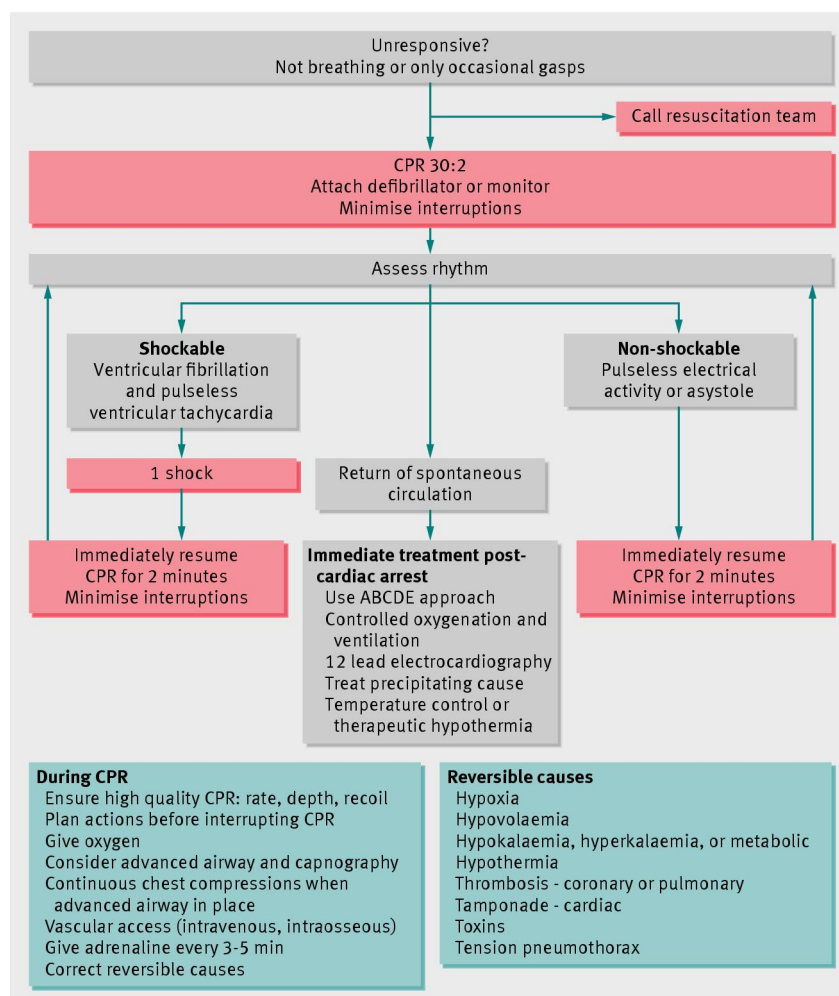 Unresponsive?
Not breathing or only occasional gasps
Call resuscitation team
CPR 30:2
Attach defibrillator or monitor
Minimise interruptions
Assess rhythm
Shockable
Ventricular fibrillation
and pulseless
ventricular tachycardia
1 shock
Immediately resume
CPR for 2 minutes
Minimise interruptions
Return of spontaneous
circulation
Immediate treatment post-
cardiac arrest
Use ABCDE approach
Controlled oxygenation and
ventilation
12 lead electrocardiography
Treat precipitating cause
Temperature control or
therapeutic hypothermia
Non-shockable
Pulseless electrical
activity or asystole
Immediately resume
CPR for 2 minutes
Minimise interruptions
During CPR
Ensure high quality CPR: rate, depth, recoil
Plan actions before interrupting CPR
Give oxygen
Consider advanced airway and capnography
Continuous chest compressions when
advanced airway in place
Vascular access (intravenous, intraosseous)
Give adrenaline every 3-5 min
Correct reversible causes
Reversible causes
Hypoxia
Hypovolaemia
Hypokalaemia, hyperkalaemia, or metabolic
Hypothermia
Thrombosis - coronary or pulmonary
Tamponade - cardiac
Toxins
Tension pneumothorax